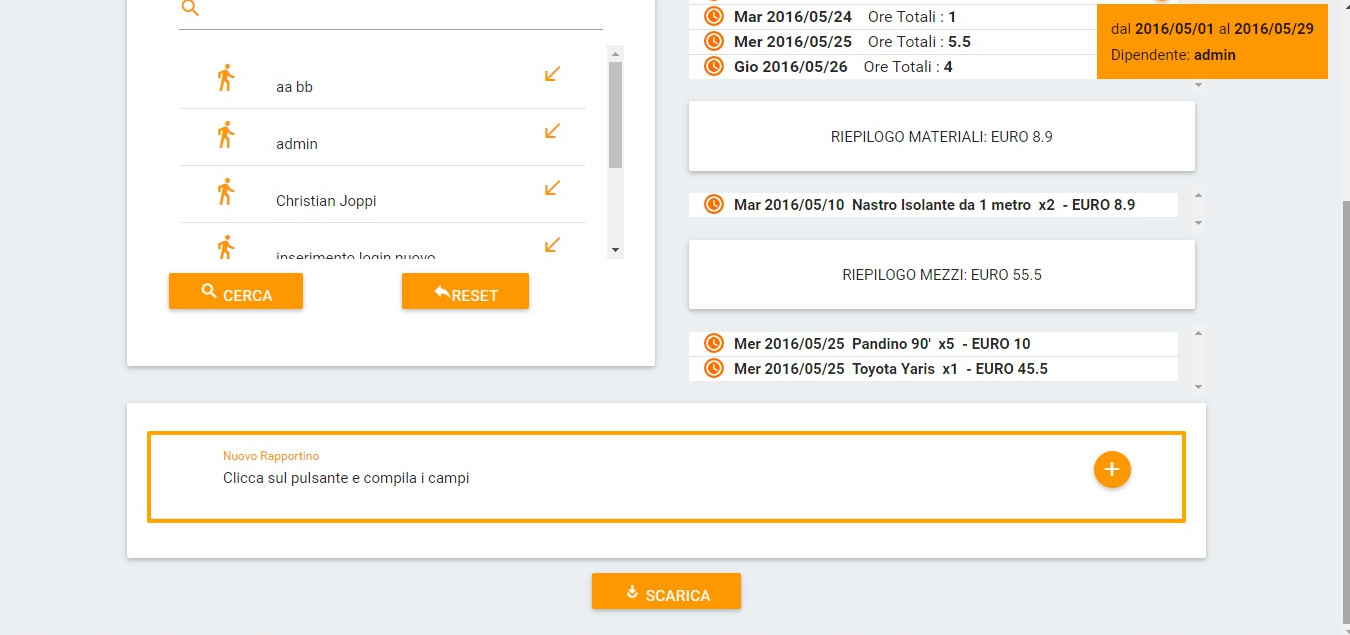 aa bb
admin
Christian Joppi
inserimento login nuovo
CERCA
RESET
Mar 2016/05/24 Ore Totali : 1
Mer 2016/05/25 Ore Totali : 5.5
Gio 2016/05/26 Ore Totali : 4
dal 2016/05/01 al 2016/05/29
Dipendente: admin
RIEPILOGO MATERIALI: EURO 8.9
Mar 2016/05/10 Nastro Isolante da 1 metro x2 - EURO 8.9
RIEPILOGO MEZZI: EURO 55.5
Mer 2016/05/25 Pandino 90' x5 - EURO 10
Mer 2016/05/25 Toyota Yaris x1 - EURO 45.5
Nuovo Rapportino
Clicca sul pulsante e compila i campi
SCARICA